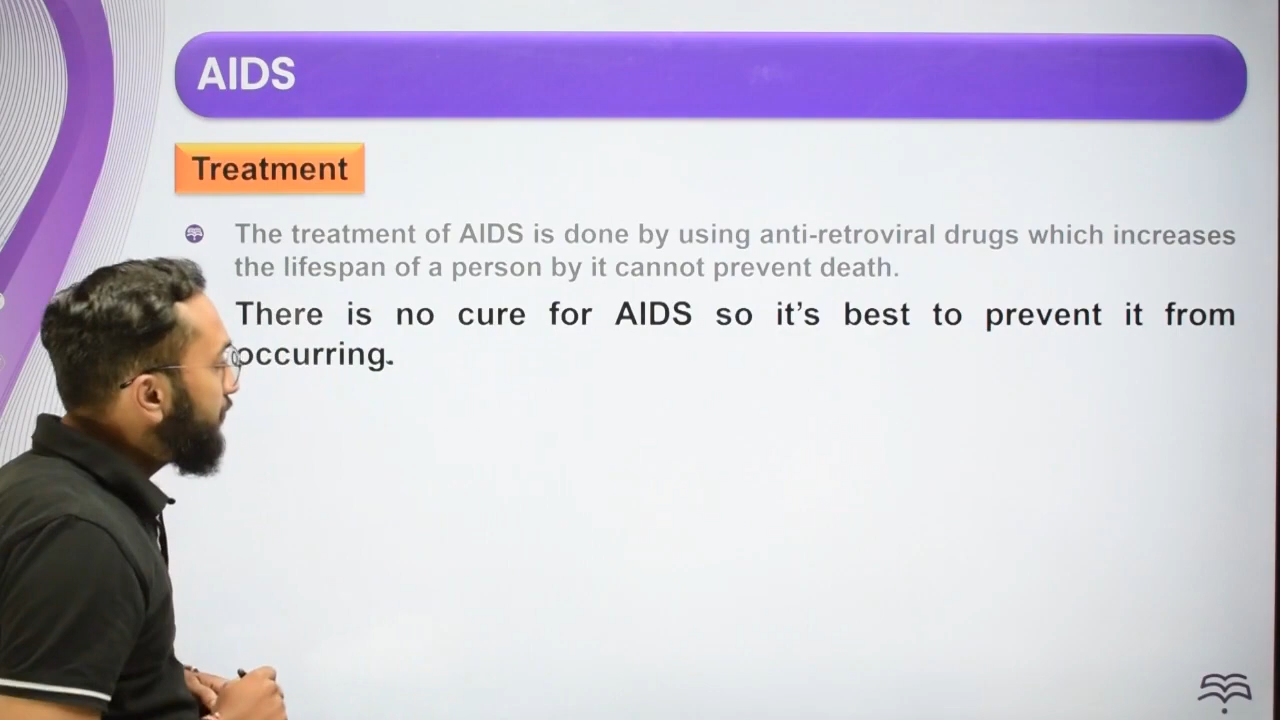 AIDS
Treatment
The treatment of AIDS is done by using anti-retroviral drugs which increases
the lifespan of a person by it cannot prevent death.
There is no cure for AIDS so it's best to prevent it from
occurring.